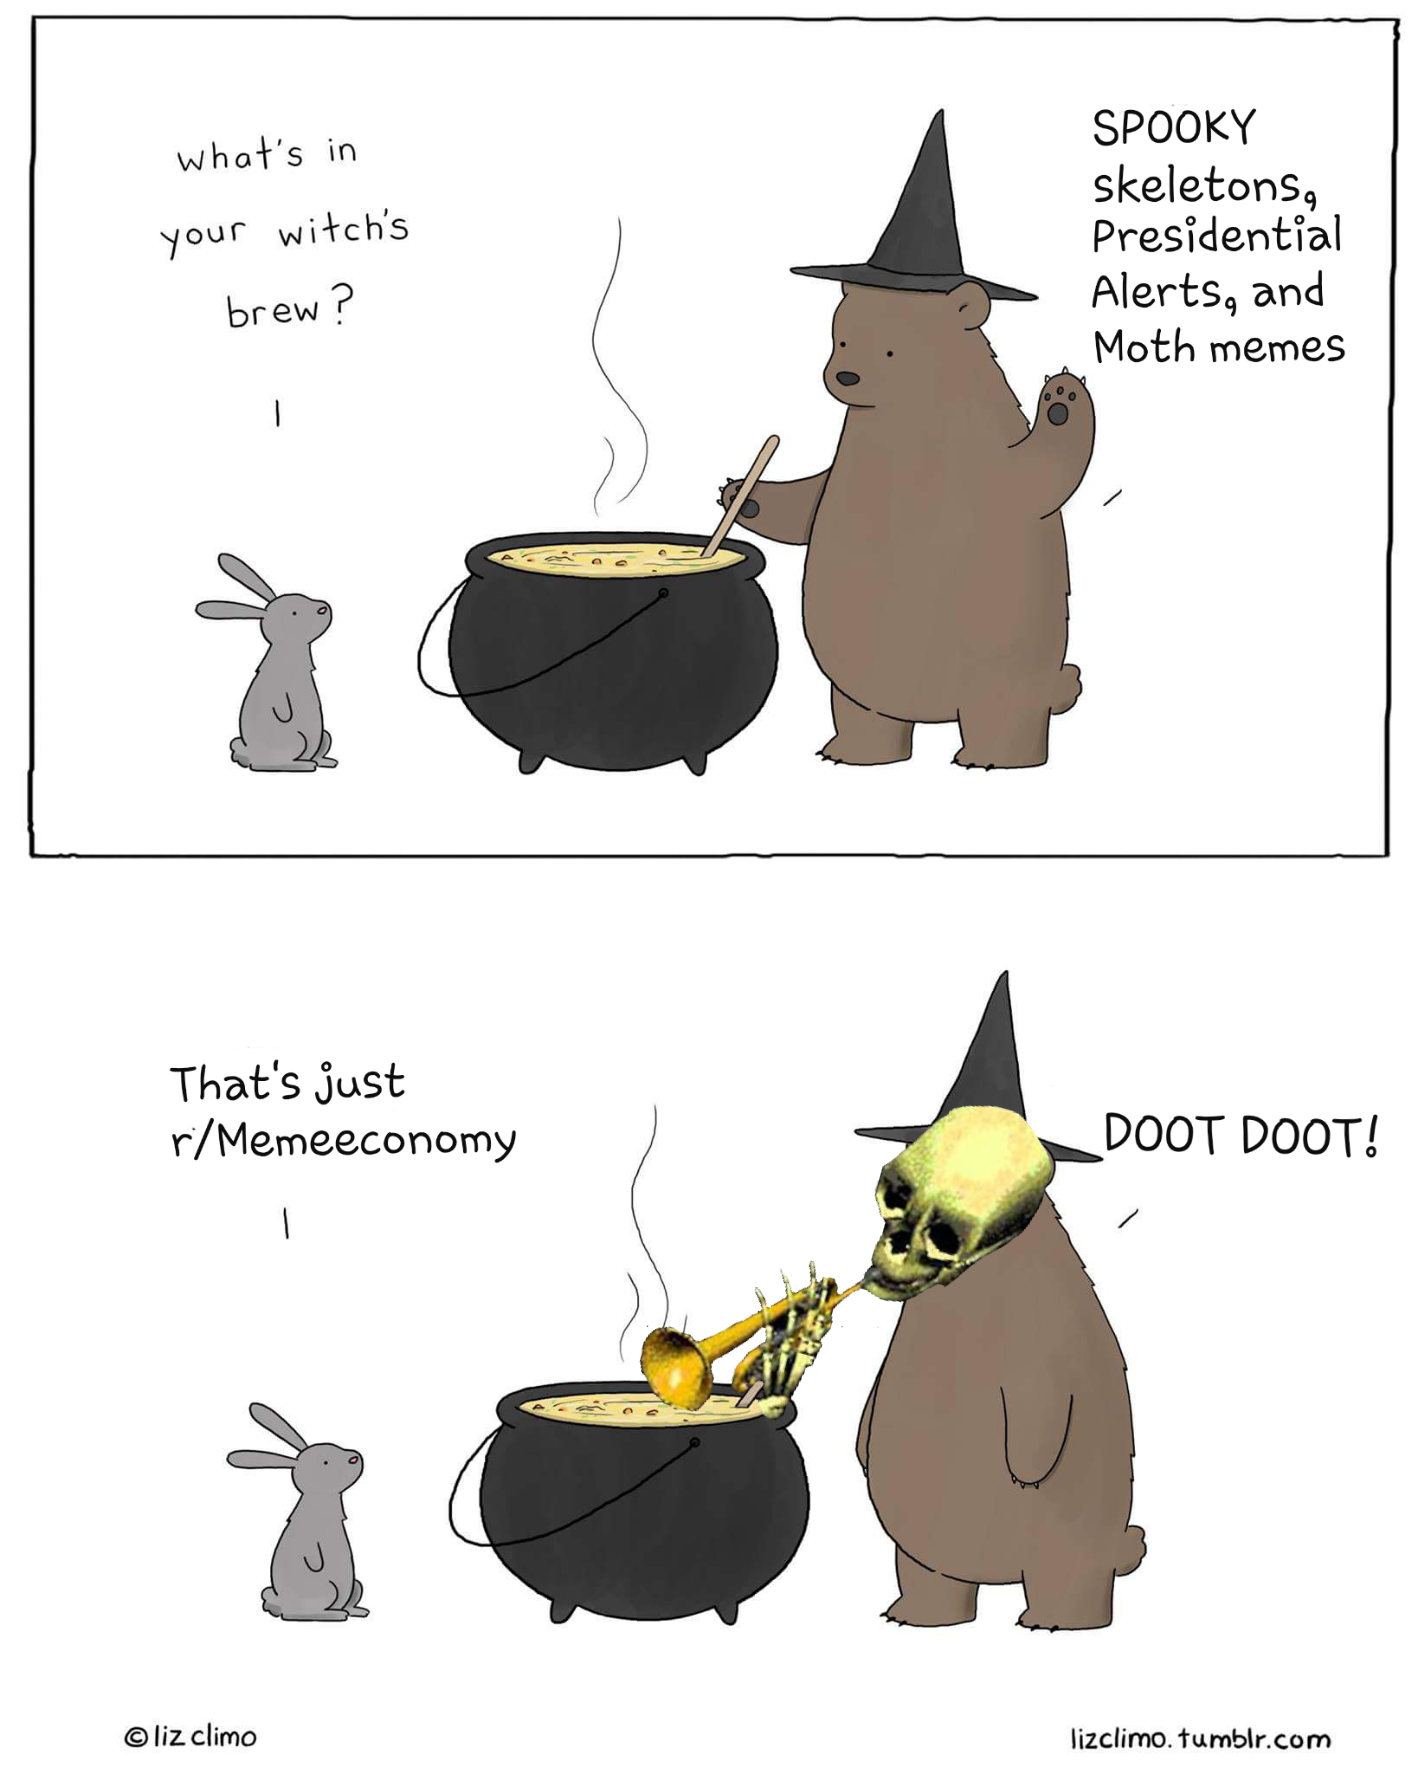 what's in
your witch's
brew?
SPOOKY
skeletons,
Presidential
Alerts, and
Moth memes
That's just
r/Memeeconomy
DOOT DOOT!
© liz climo
lizclimo.tumblr.com